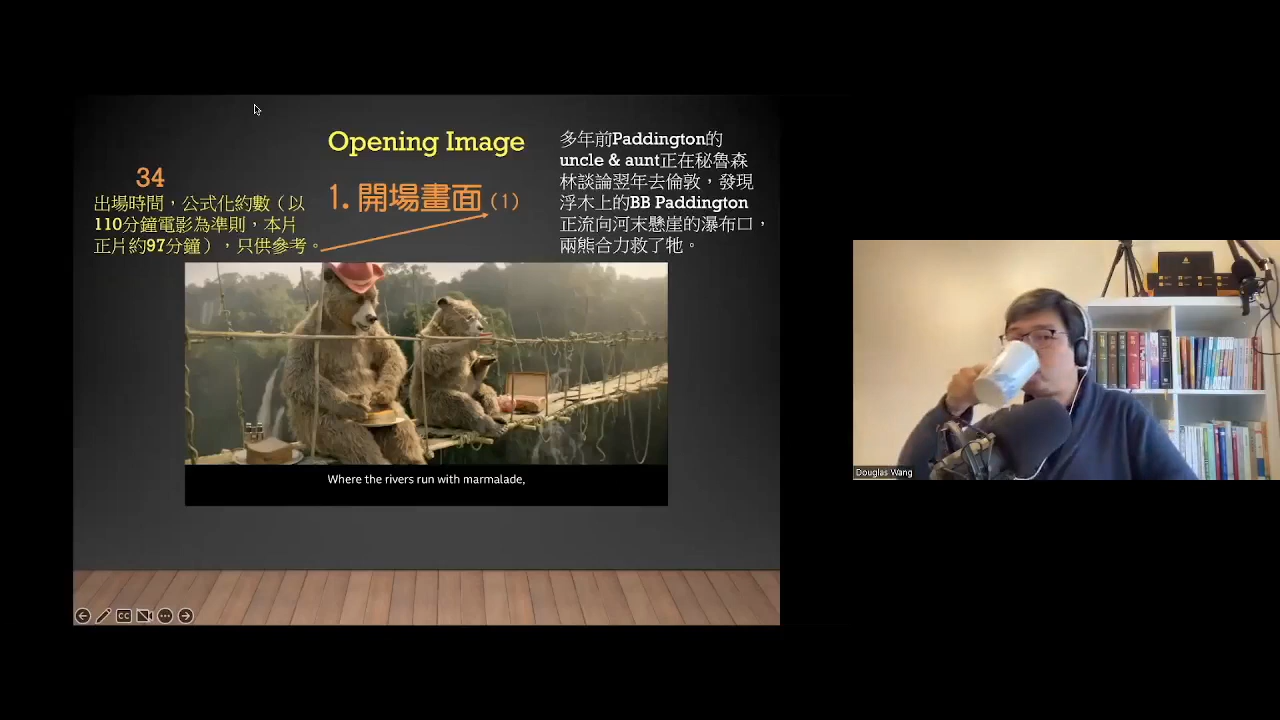 Opening Image
34
出場時間，公式化約數（以
110分鐘電影為準則，本片
正片約97分鐘），只供參考。
1. 開場畫面（1）
多年前Paddington的
uncle & aunt正在秘魯森
林談論翌年去倫敦，發現
浮木上的BB Paddington
正流向河末懸崖的瀑布口，
兩熊合力救了牠。
Where the rivers run with marmalade,
CC
Douglas Wang